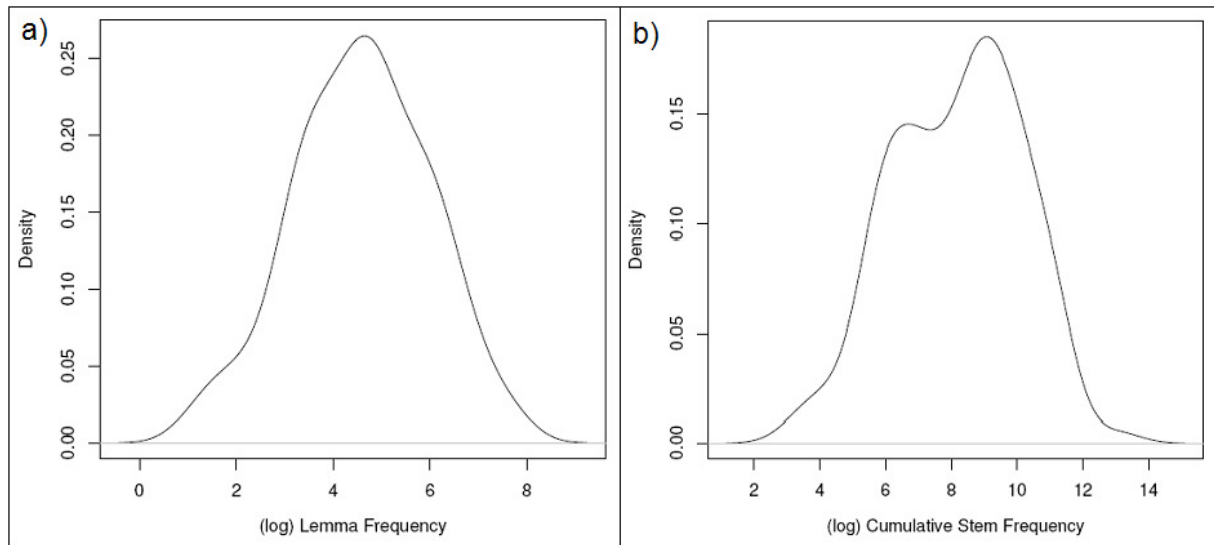 a)
Density
0.25
0.20
0.15
0.10
0.05
0.00
0 2 4 6 8
(log) Lemma Frequency
b)
Density
0.15
0.10
0.05
0.00
2 4 6 8 10 12 14
(log) Cumulative Stem Frequency